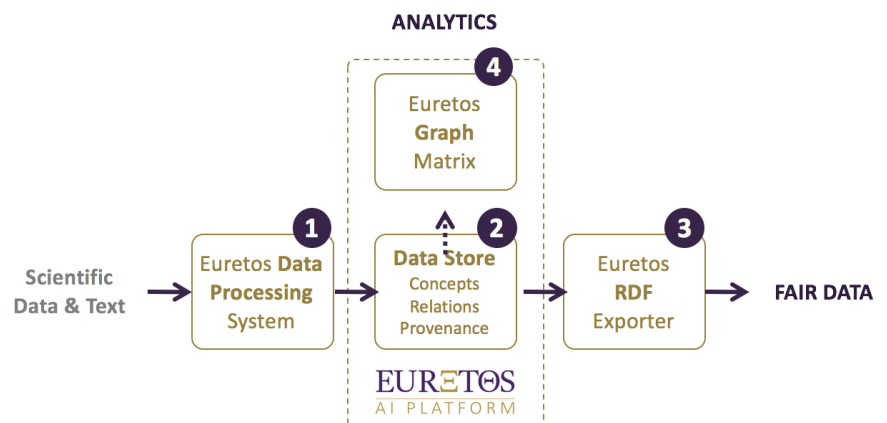 ANALYTICS
4
Euretos
Graph
Matrix
1
Euretos Data
Processing
System
2
Data Store
Concepts
Relations
Provenance
3
Euretos
RDF
Exporter
Scientific
Data & Text
FAIR DATA
EURΞTΘS
AI PLATFORM